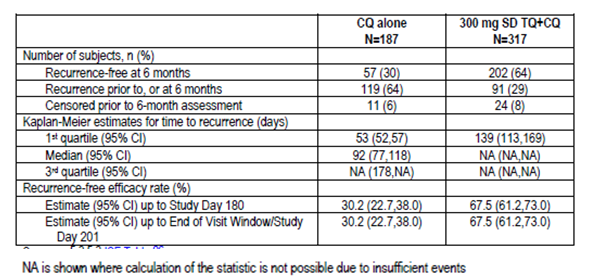 CQ alone 300 mg SD TQ+CQ
N=187 N=317
Number of subjects, n (%)
Recurrence-free at 6 months 57 (30) 202 (64)
Recurrence prior to, or at 6 months 119 (64) 91 (29)
Censored prior to 6-month assessment 11 (6) 24 (8)
Kaplan-Meier estimates for time to recurrence (days)
1st quartile (95% CI) 53 (52,57) 139 (113,169)
Median (95% CI) 92 (77,118) NA (NA,NA)
3rd quartile (95% CI) NA (178,NA) NA (NA,NA)
Recurrence-free efficacy rate (%)
Estimate (95% CI) up to Study Day 180 30.2 (22.7,38.0) 67.5 (61.2,73.0)
Estimate (95% CI) up to End of Visit Window/Study 30.2 (22.7,38.0) 67.5 (61.2,73.0)
Day 201
NA is shown where calculation of the statistic is not possible due to insufficient events